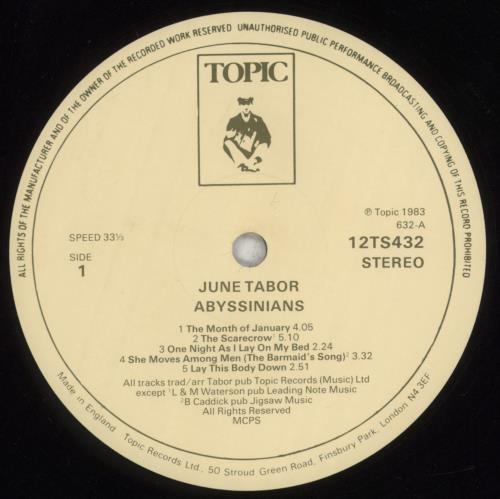 ALL RIGHTS OF THE MANUFACTURER AND OF THE OWNER OF THE RECORDED WORK RESERVED UNAUTHORISED PUBLIC PERFORMANCE BROADCASTING AND COPYING OF THIS RECORD PROHIBITED
TOPIC
℗ Topic 1983
632-A
SPEED 33⅓
12TS432
SIDE
STEREO
1
JUNE TABOR
ABYSSINIANS
1 The Month of January 4.05
2 The Scarecrow¹ 5.10
3 One Night As I Lay On My Bed 2.24
4 She Moves Among Men (The Barmaid's Song)² 3.32
5 Lay This Body Down 2.51
All tracks trad/arr Tabor pub Topic Records (Music) Ltd
except ¹L & M Waterson pub Leading Note Music
²B Caddick pub Jigsaw Music
All Rights Reserved
MCPS
Made in England Topic Records Ltd., 50 Stroud Green Road, Finsbury Park, London N4 3EF